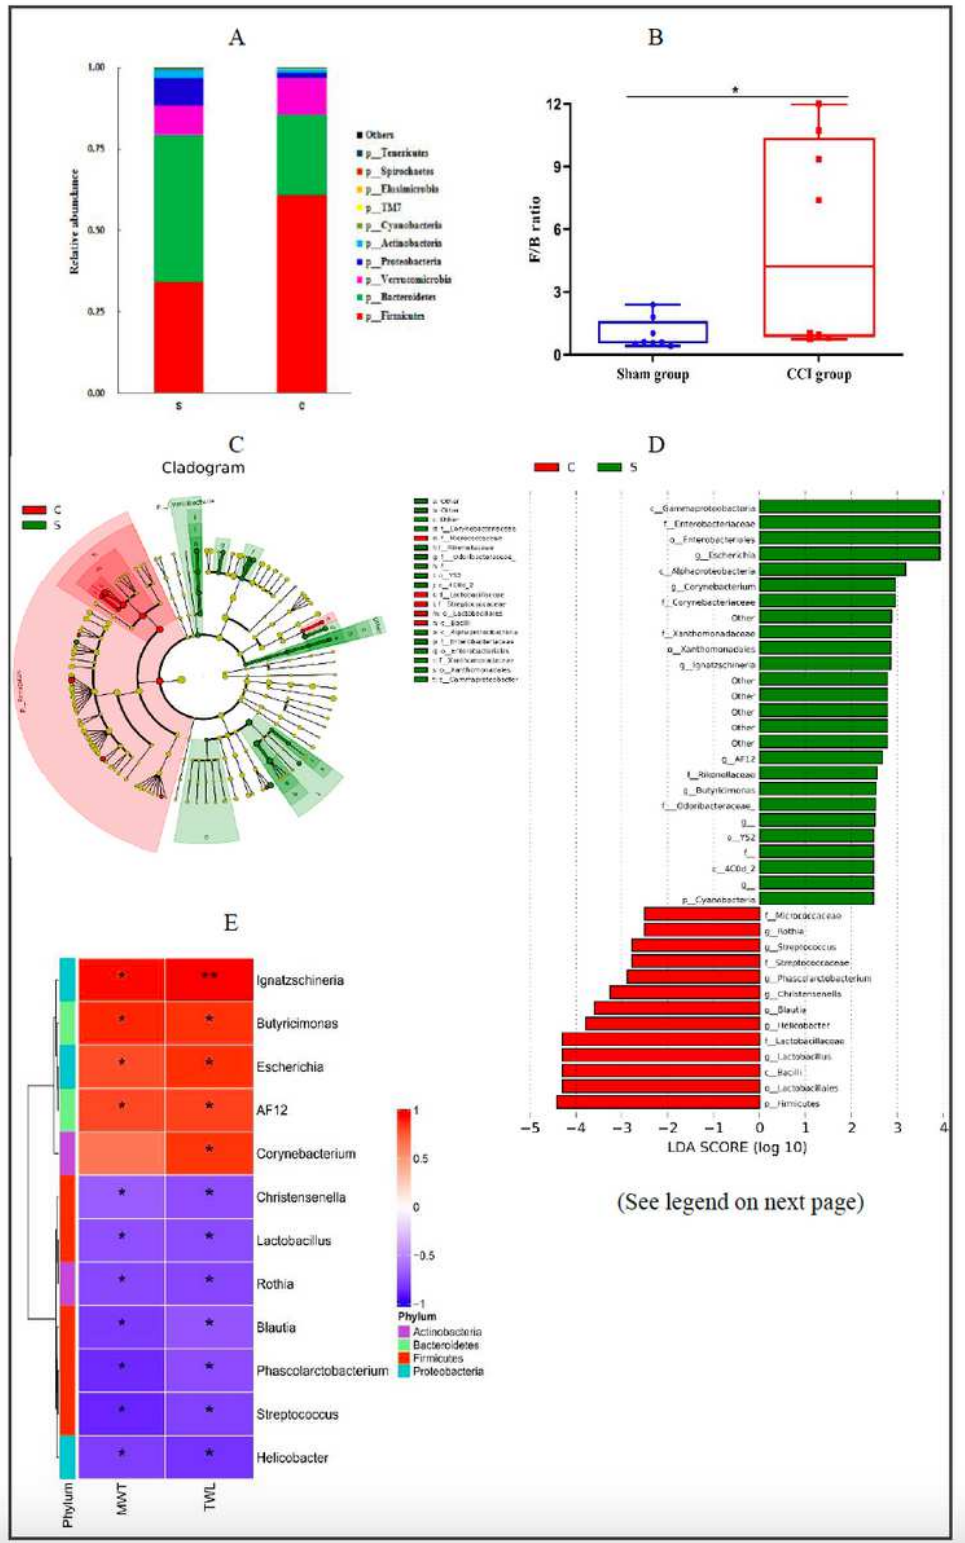 A
1.00
0.75
0.50
0.25
0.00
Relative abundance
S
C
Others
p__Tenericutes
p__Spirochaetes
p__Elusimicrobia
p__TM7
p__Cyanobacteria
p__Actinobacteria
p__Proteobacteria
p__Verrucomicrobia
p__Bacteroidetes
p__Firmicutes
B
*
12
9
6
3
0
F/B ratio
Sham group
CCI group
C
Cladogram
C
S
D
C
S
c__Gammaproteobacteria
f__Enterobacteriaceae
o__Enterobacteriales
g__Escherichia
c__Alphaproteobacteria
g__Corynebacterium
f__Corynebacteriaceae
Other
f__Xanthomonadaceae
o__Xanthomonadales
g__Ignatzschineria
Other
Other
Other
Other
Other
g__AF12
f__Rikenellaceae
g__Butyricimonas
f__Odoribacteraceae_
g__
o__YS2
f__
c__4C0d_2
g__
p__Cyanobacteria
f__Micrococcaceae
g__Rothia
g__Streptococcus
f__Streptococcaceae
g__Phascolarctobacterium
g__Christensenella
g__Blautia
g__Helicobacter
f__Lactobacillaceae
g__Lactobacillus
c__Bacilli
o__Lactobacillales
p__Firmicutes
−5 −4 −3 −2 −1 0 1 2 3 4
LDA SCORE (log 10)
(See legend on next page)
E
* ** Ignatzschineria
* * Butyricimonas
* * Escherichia
* * AF12
* Corynebacterium
* * Christensenella
* * Lactobacillus
* * Rothia
* * Blautia
* * Phascolarctobacterium
* * Streptococcus
* * Helicobacter
Phylum
MWT
TWL
1
0.5
0
−0.5
−1
Phylum
Actinobacteria
Bacteroidetes
Firmicutes
Proteobacteria